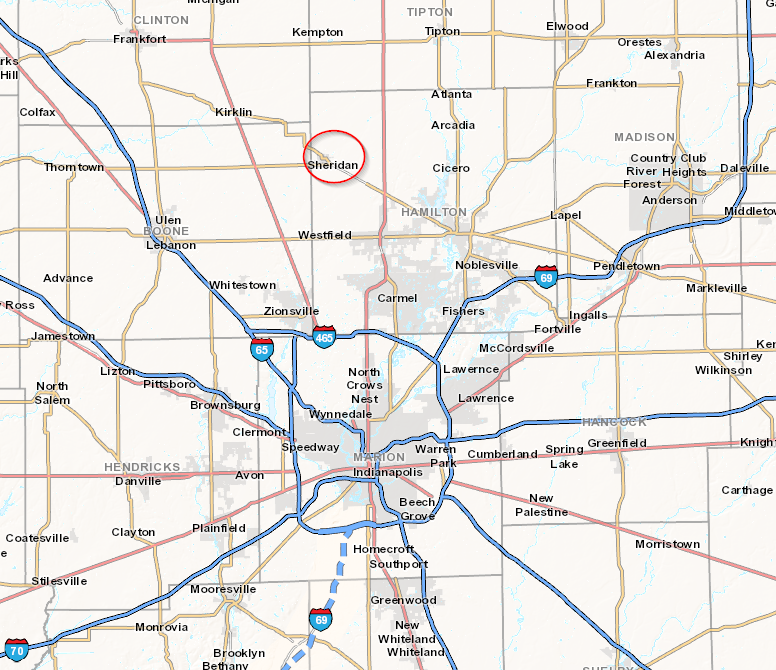 Michigan
TIPTON
CLINTON
Elwood
Kempton
Tipton
Frankfort
Orestes
Alexandria
Hill
Frankton
Atlanta
Colfax
Kirklin
Arcadia
MADISON
Country Club
Heights
River
Forest
Daleville
Thorntown
Sheridan
Cicero
Anderson
Ulen
HAMILTON
Lapel
Middletow
BOONE
Westfield
Lebanon
Noblesville
Pendletown
69
Advance
Whitestown
Markleville
Ross
Zionsville
Carmel
Fishers
Ingalls
Fortville
Jamestown
465
65
McCordsville
Ken
Shirley
Wilkinson
Lizton
Pittsboro
North
Crows
Nest
Lawernce
North
Salem
Brownsburg
Wynnedale
Lawrence
HANCOCK
Clermont
Speedway
Warren
Park
Greenfield
Knigh
MARION
Indianapolis
Cumberland
Spring
Lake
HENDRICKS
Danville
Avon
Carthage
Beech
Grove
New
Palestine
Plainfield
Clayton
Coatesville
e
Morristown
Homecroft
Southport
Stilesville
Mooresville
Greenwood
69
Monrovia
New
Whiteland
Whiteland
70
Brooklyn
Bethany